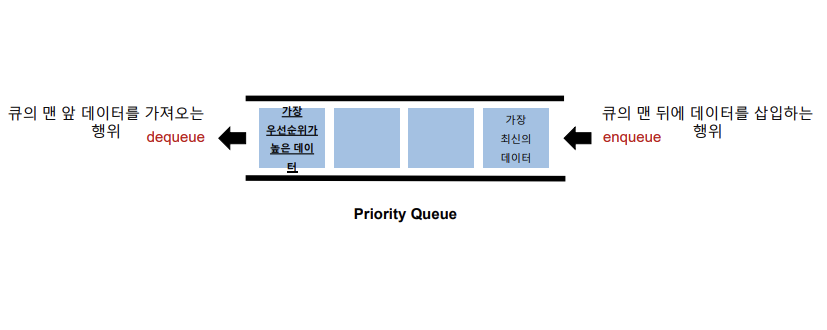 큐의 맨 앞 데이터를 가져오는
행위 dequeue
가장
우선순위가
높은 데이
터
가장
최신의
데이터
큐의 맨 뒤에 데이터를 삽입하는
enqueue 행위
Priority Queue